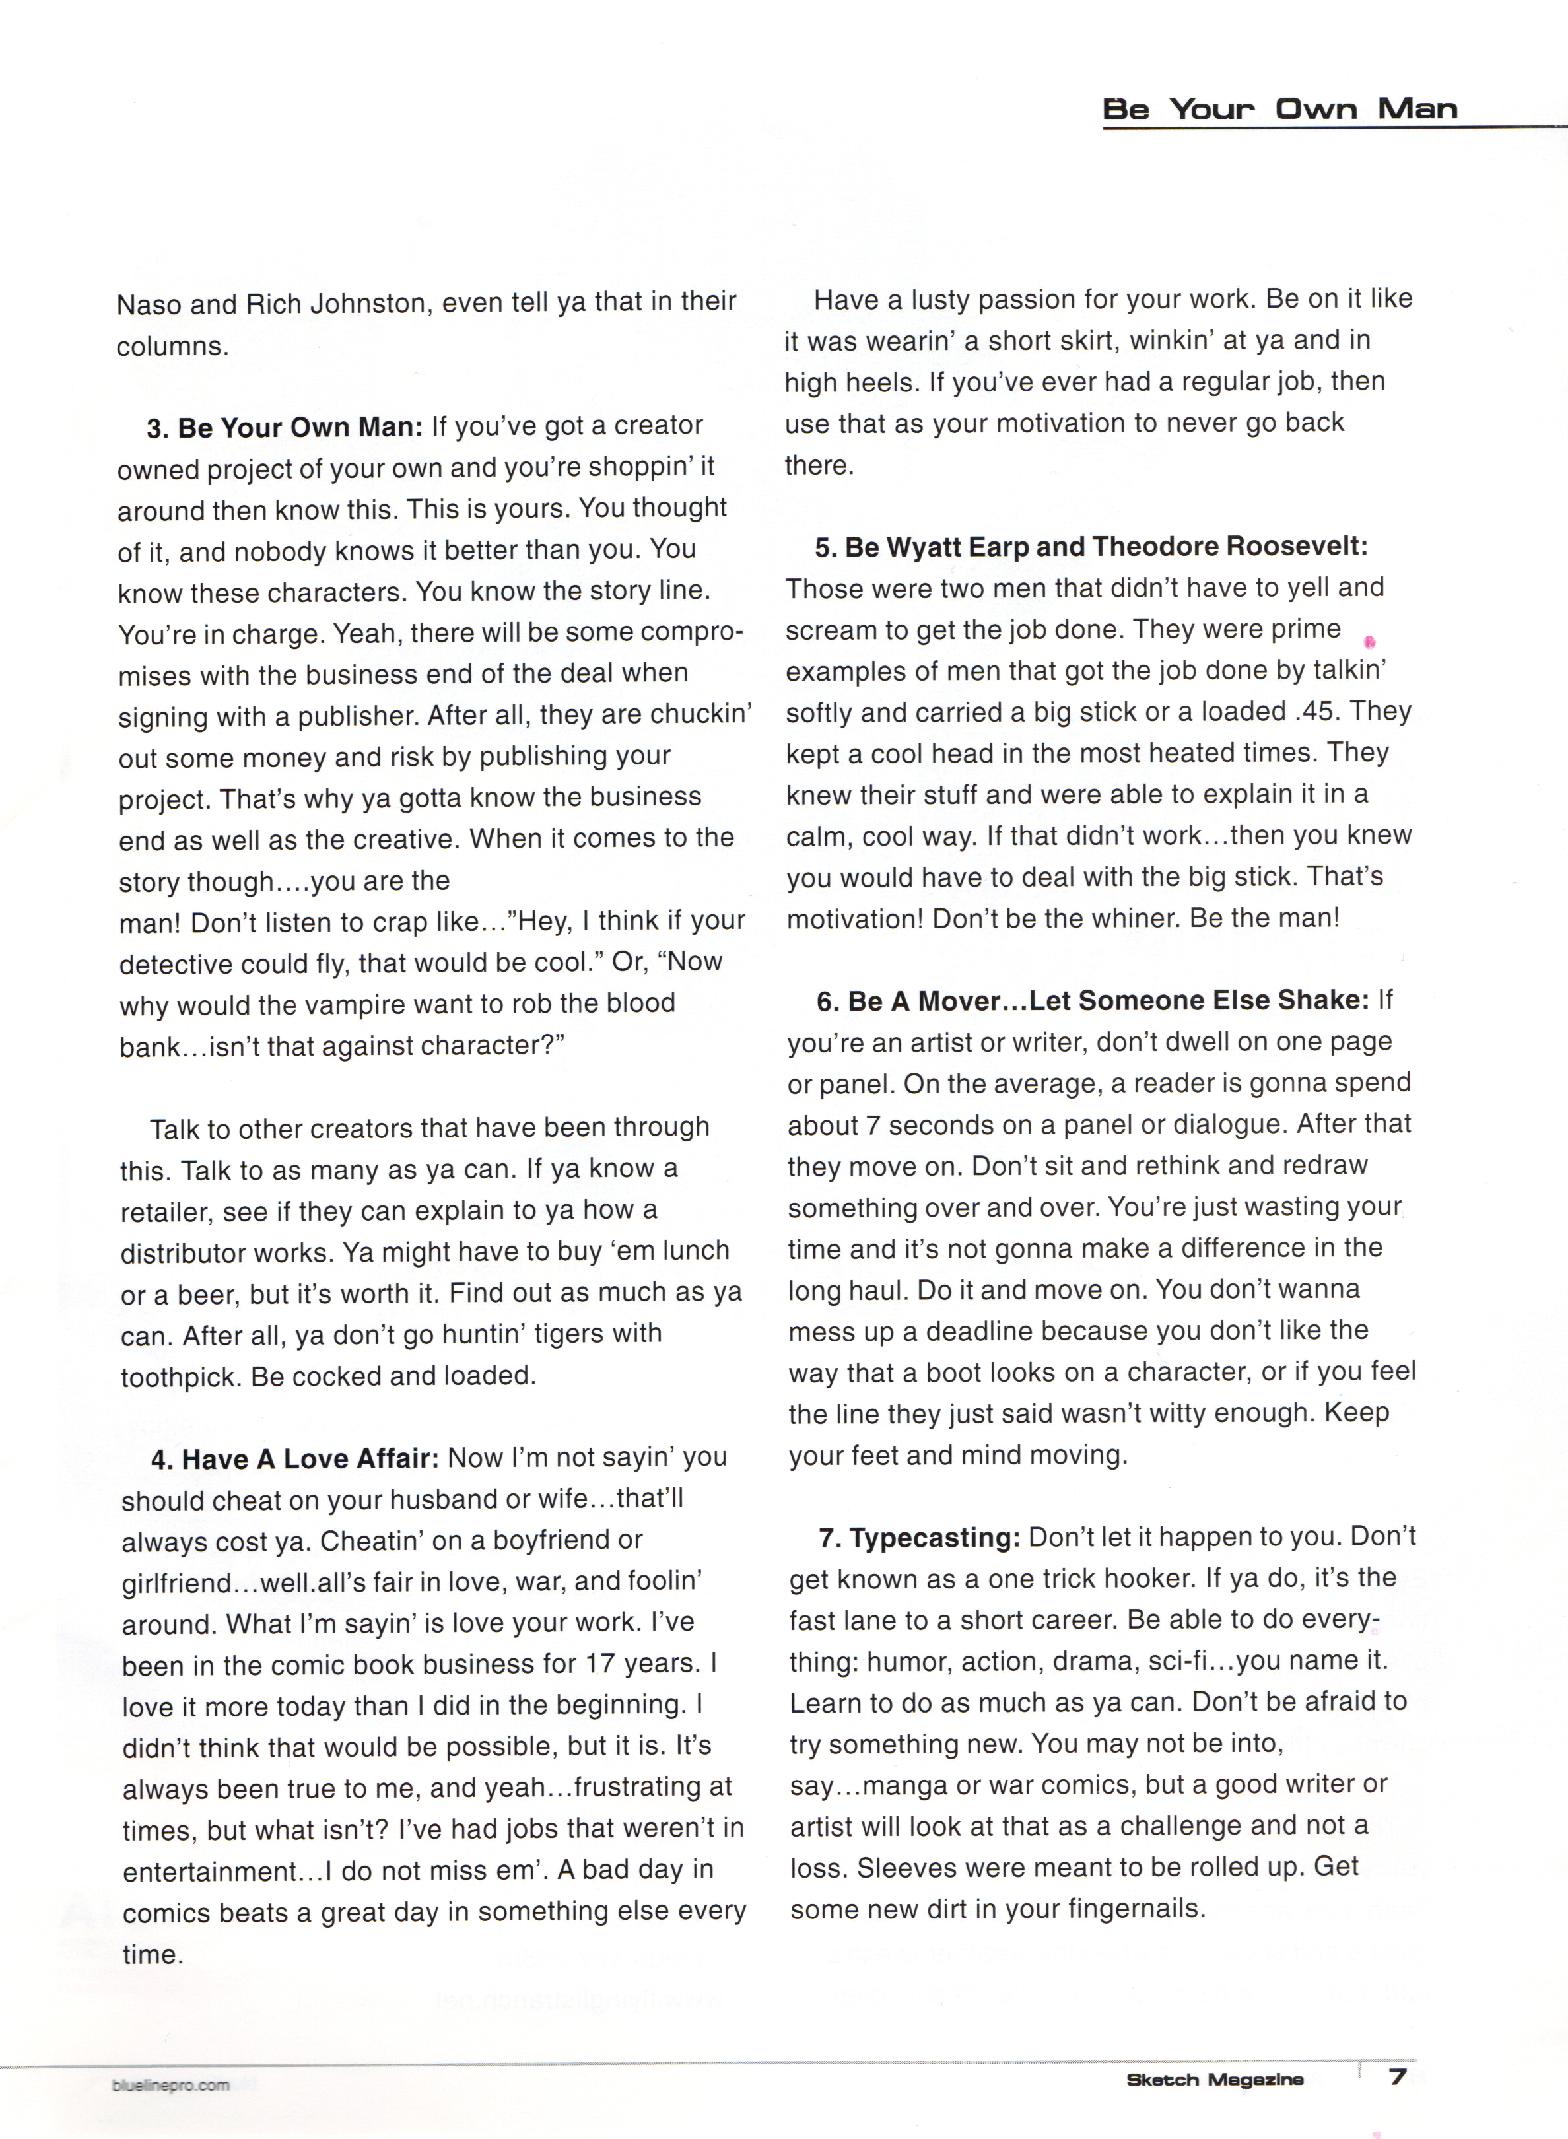 Be Your Own Man
Naso and Rich Johnston, even tell ya that in their
columns.
3. Be Your Own Man: If you've got a creator
owned project of your own and you're shoppin' it
around then know this. This is yours. You thought
of it, and nobody knows it better than you. You
know these characters. You know the story line.
You're in charge. Yeah, there will be some compro-
mises with the business end of the deal when
signing with a publisher. After all, they are chuckin'
out some money and risk by publishing your
project. That's why ya gotta know the business
end as well as the creative. When it comes to the
story though....you are the
man! Don't listen to crap like..."Hey, I think if your
detective could fly, that would be cool." Or, "Now
why would the vampire want to rob the blood
bank...isn't that against character?"
Talk to other creators that have been through
this. Talk to as many as ya can. If ya know a
retailer, see if they can explain to ya how a
distributor works. Ya might have to buy 'em lunch
or a beer, but it's worth it. Find out as much as ya
can. After all, ya don't go huntin' tigers with
toothpick. Be cocked and loaded.
4. Have A Love Affair: Now I'm not sayin' you
should cheat on your husband or wife...that'll
always cost ya. Cheatin' on a boyfriend or
girlfriend...well.all's fair in love, war, and foolin'
around. What I'm sayin' is love your work. I've
been in the comic book business for 17 years. I
love it more today than I did in the beginning. I
didn't think that would be possible, but it is. It's
always been true to me, and yeah...frustrating at
times, but what isn't? I've had jobs that weren't in
entertainment...I do not miss em'. A bad day in
comics beats a great day in something else every
time.
Have a lusty passion for your work. Be on it like
it was wearin' a short skirt, winkin' at ya and in
high heels. If you've ever had a regular job, then
use that as your motivation to never go back
there.
5. Be Wyatt Earp and Theodore Roosevelt:
Those were two men that didn't have to yell and
scream to get the job done. They were prime
examples of men that got the job done by talkin'
softly and carried a big stick or a loaded .45. They
kept a cool head in the most heated times. They
knew their stuff and were able to explain it in a
calm, cool way. If that didn't work...then you knew
you would have to deal with the big stick. That's
motivation! Don't be the whiner. Be the man!
6. Be A Mover...Let Someone Else Shake: If
you're an artist or writer, don't dwell on one page
or panel. On the average, a reader is gonna spend
about 7 seconds on a panel or dialogue. After that
they move on. Don't sit and rethink and redraw
something over and over. You're just wasting your
time and it's not gonna make a difference in the
long haul. Do it and move on. You don't wanna
mess up a deadline because you don't like the
way that a boot looks on a character, or if you feel
the line they just said wasn't witty enough. Keep
your feet and mind moving.
7. Typecasting: Don't let it happen to you. Don't
get known as a one trick hooker. If ya do, it's the
fast lane to a short career. Be able to do every-
thing: humor, action, drama, sci-fi...you name it.
Learn to do as much as ya can. Don't be afraid to
try something new. You may not be into,
say...manga or war comics, but a good writer or
artist will look at that as a challenge and not a
loss. Sleeves were meant to be rolled up. Get
some new dirt in your fingernails.
bluelinepro.com
Sketch Magazine
7